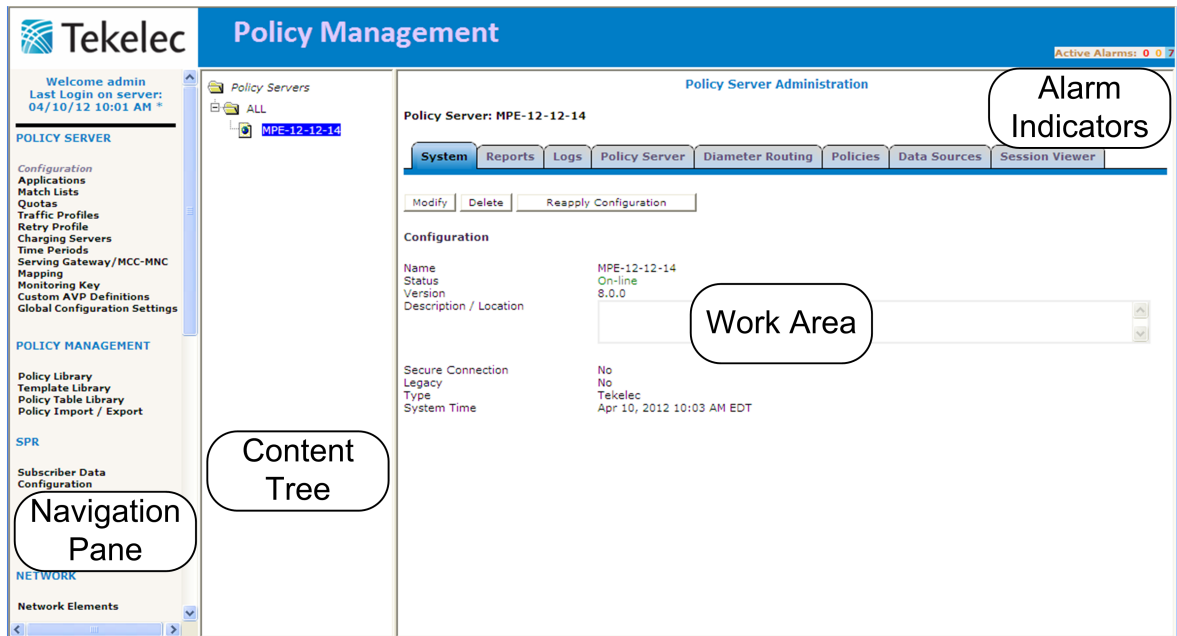 Tekelec
Policy Management
Active Alarms: 0 0 7
Welcome admin
Last Login on server:
04/10/12 10:01 AM *
POLICY SERVER
Configuration
Applications
Match Lists
Quotas
Traffic Profiles
Retry Profile
Charging Servers
Time Periods
Serving Gateway/MCC-MNC
Mapping
Monitoring Key
Custom AVP Definitions
Global Configuration Settings
POLICY MANAGEMENT
Policy Library
Template Library
Policy Table Library
Policy Import / Export
SPR
Subscriber Data
Configuration
Navigation
Pane
NETWORK
Network Elements
Policy Servers
ALL
MPE-12-12-14
Content
Tree
Policy Server Administration
Alarm
Indicators
Policy Server: MPE-12-12-14
System Reports Logs Policy Server Diameter Routing Policies Data Sources Session Viewer
Modify Delete Reapply Configuration
Configuration
Name MPE-12-12-14
Status On-line
Version 8.0.0
Description / Location
Work Area
Secure Connection No
Legacy No
Type Tekelec
System Time Apr 10, 2012 10:03 AM EDT